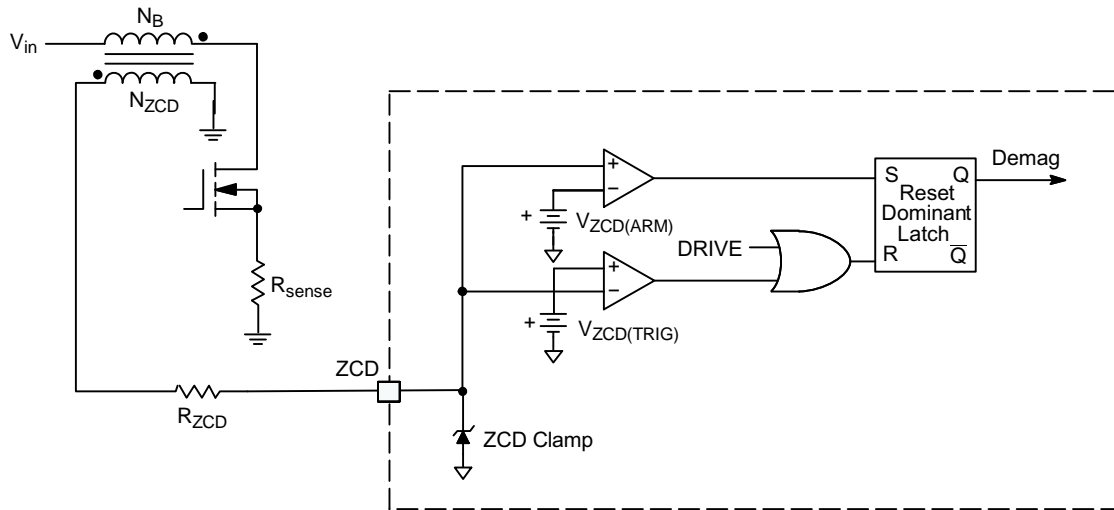 N_B
V_in
N_ZCD
R_sense
ZCD
R_ZCD
ZCD Clamp
+
−
+
V_ZCD(ARM)
+
−
+
V_ZCD(TRIG)
DRIVE
S
Q
Reset
Dominant
Latch
R
Q̅
Demag